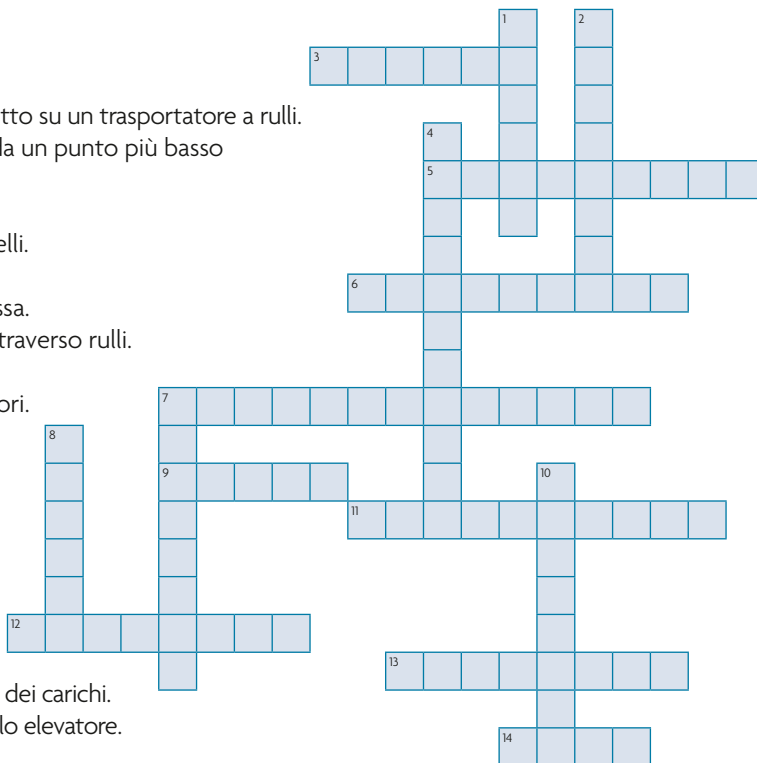 1 2
3
tto su un trasportatore a rulli.
4
da un punto più basso
5
elli.
6
ssa.
traverso rulli.
7
ori.
8
9 10
11
12
13
dei carichi.
lo elevatore.
14